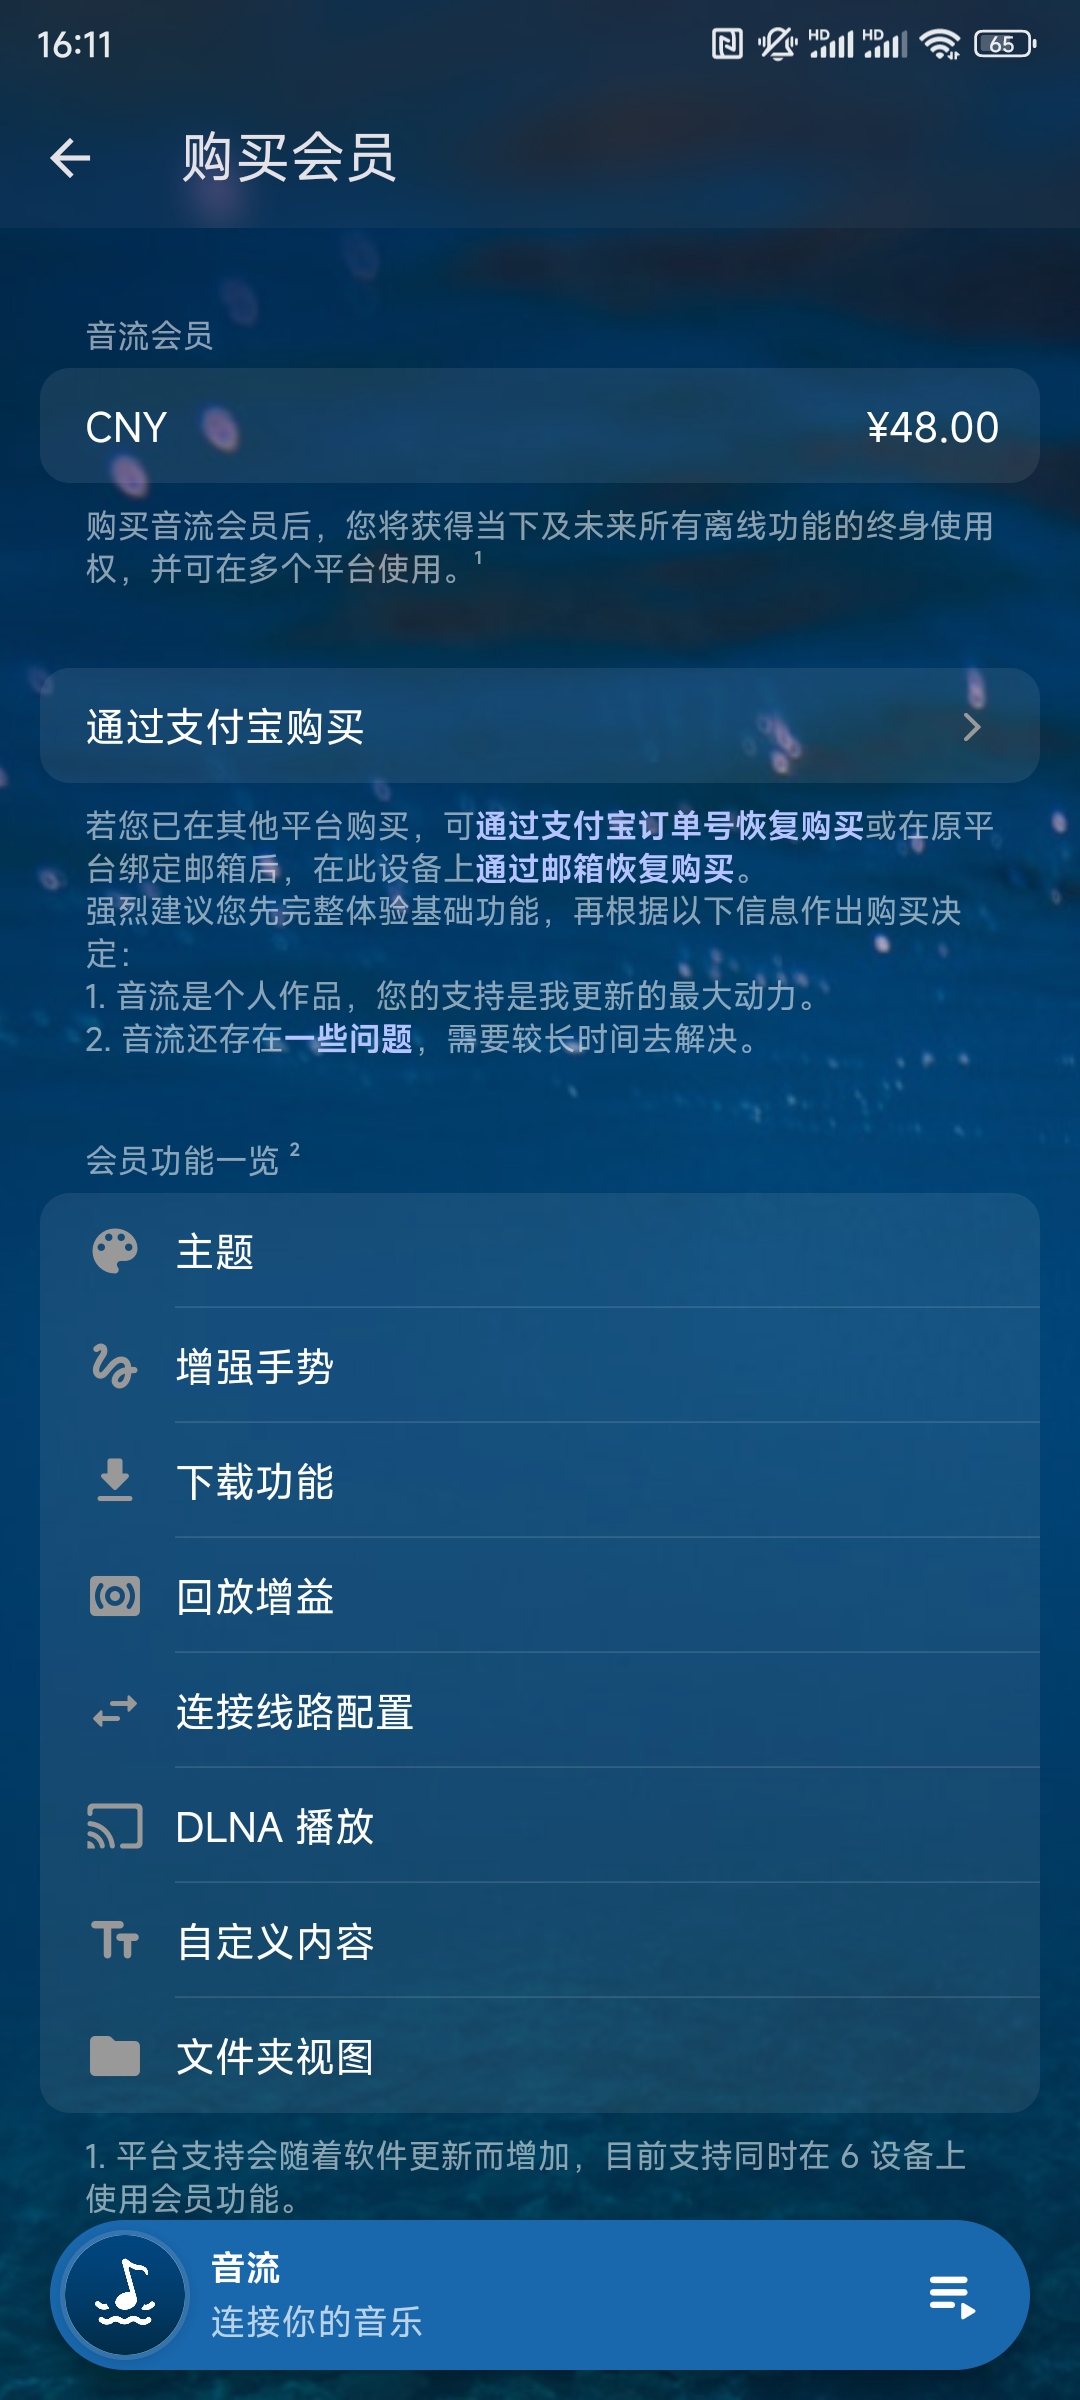 16:11
HD HD 65
购买会员
音流会员
CNY ¥48.00
购买音流会员后，您将获得当下及未来所有离线功能的终身使用
权，并可在多个平台使用。1
通过支付宝购买
若您已在其他平台购买，可通过支付宝订单号恢复购买或在原平
台绑定邮箱后，在此设备上通过邮箱恢复购买。
强烈建议您先完整体验基础功能，再根据以下信息作出购买决
定：
1. 音流是个人作品，您的支持是我更新的最大动力。
2. 音流还存在一些问题，需要较长时间去解决。
会员功能一览 2
主题
增强手势
下载功能
回放增益
连接线路配置
DLNA 播放
自定义内容
文件夹视图
1. 平台支持会随着软件更新而增加，目前支持同时在 6 设备上
使用会员功能。
音流
连接你的音乐